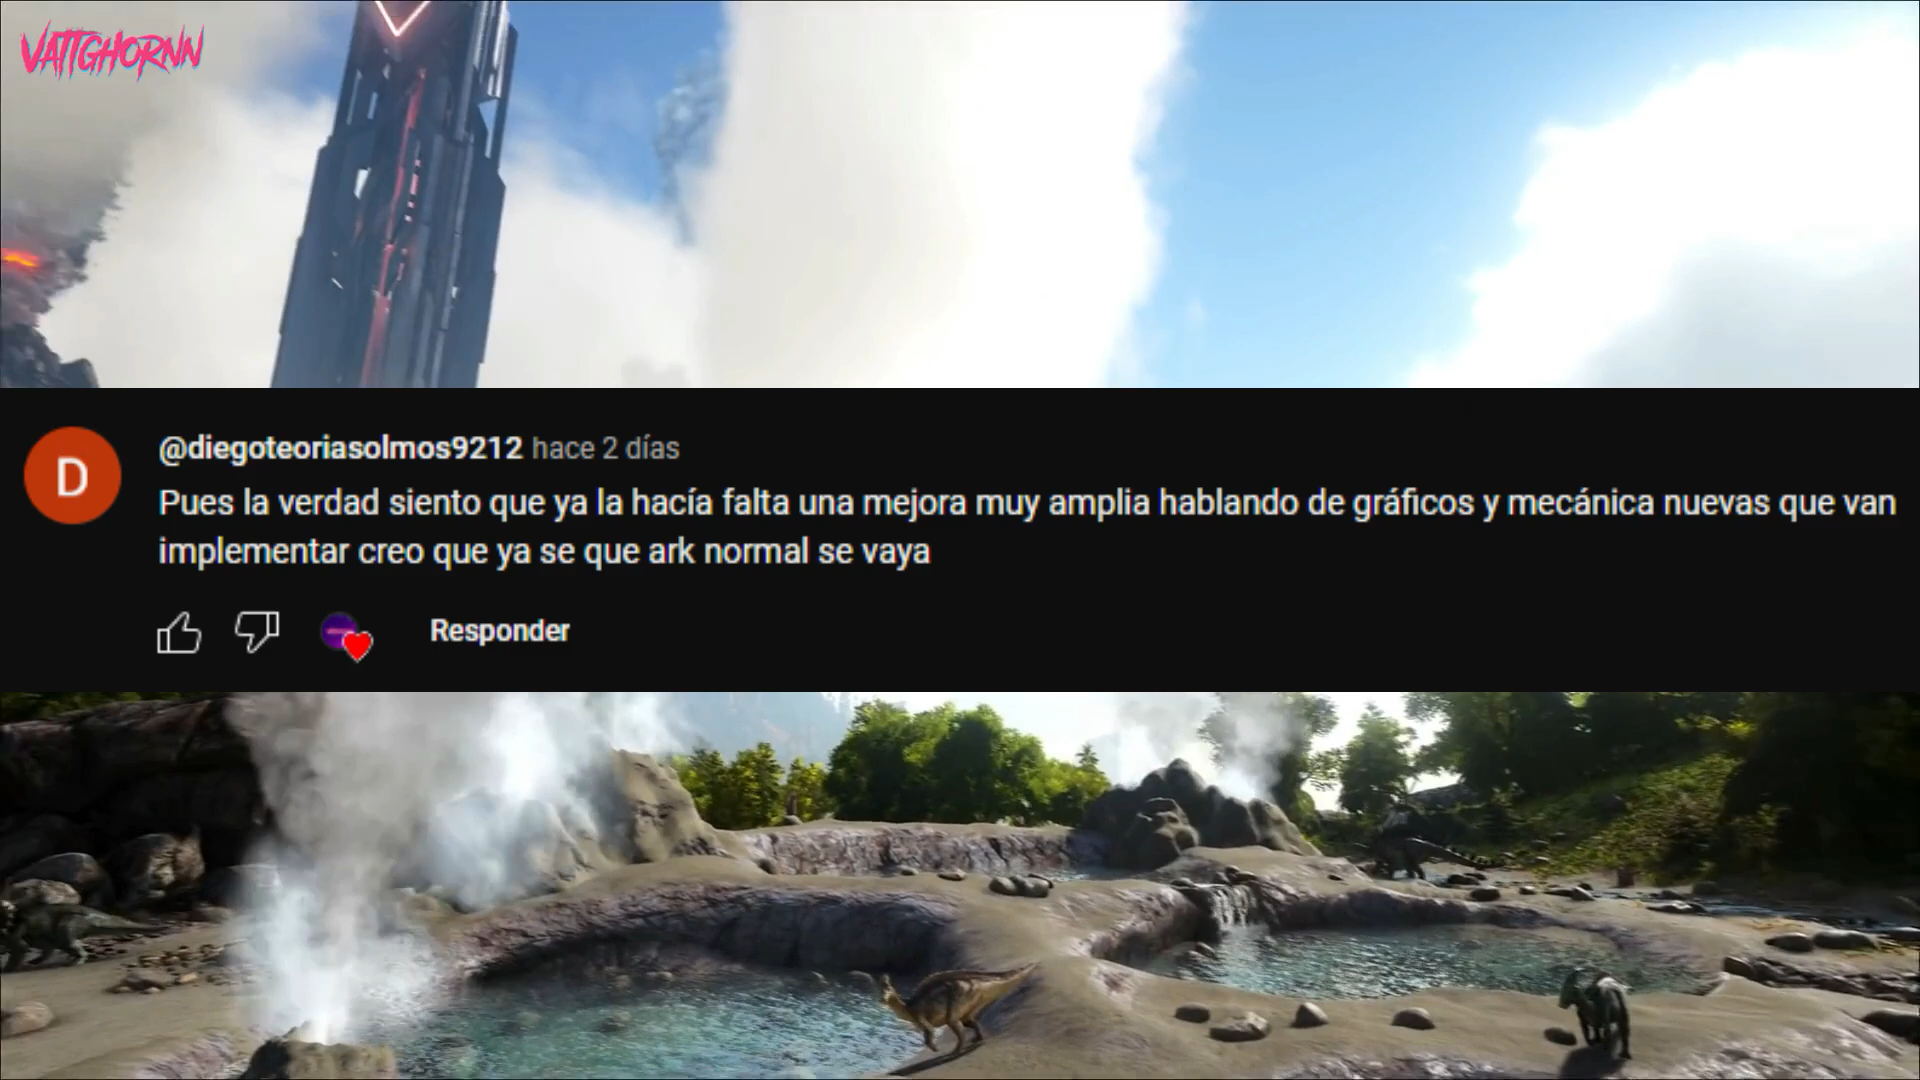 VATTGHORNN
D
@diegoteoriasolmos9212 hace 2 días
Pues la verdad siento que ya la hacía falta una mejora muy amplia hablando de gráficos y mecánica nuevas que van
implementar creo que ya se que ark normal se vaya
Responder